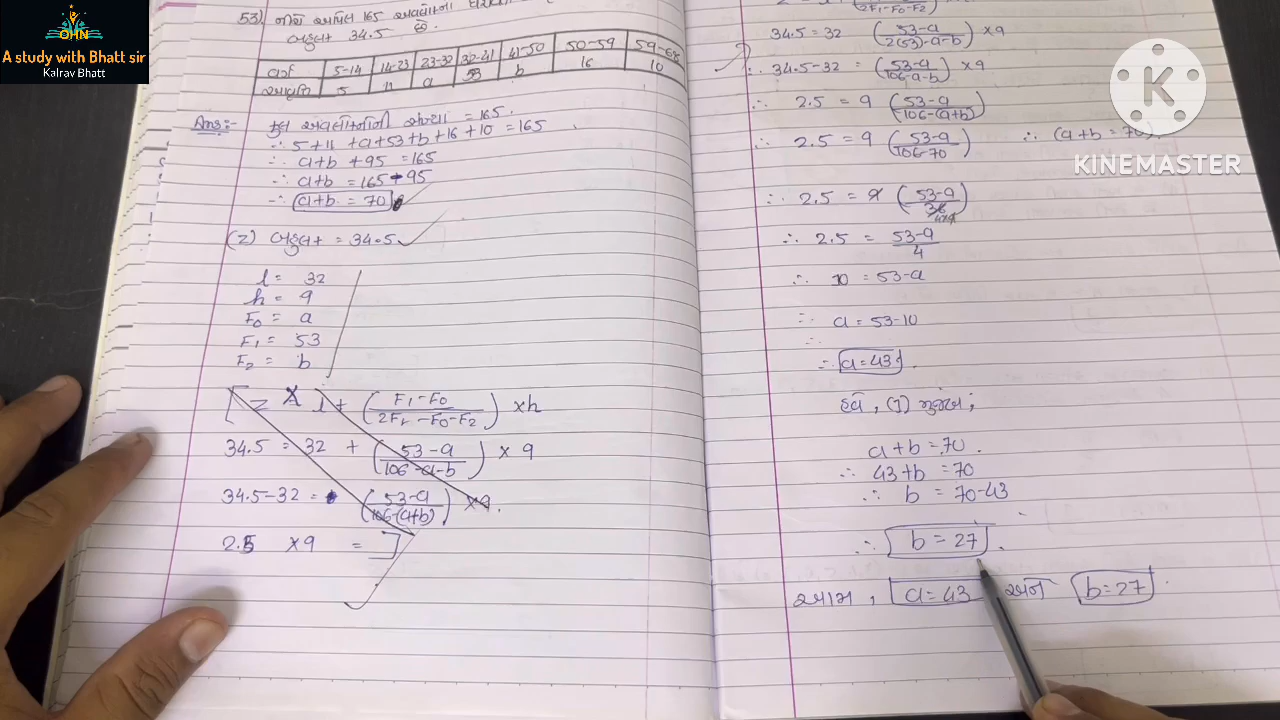 OHN
A study with Bhatt sir
Kalrav Bhatt
KINEMASTER
53) નીચે આપેલ 165 અવલોકનોના
બહુલક 34.5 છે
વર્ગ 5-14 14-23 23-32 32-41 41-50 50-59 59-68
આવૃત્તિ 5 11 a 53 b 16 10
Ans:- કુલ અવલોકનોની સંખ્યા = 165.
∴ 5+11+a+53+b+16+10 = 165
∴ a+b+95 = 165
∴ a+b = 165-95
∴ a+b = 70
(2) બહુલક = 34.5
l = 32
h = 9
F0 = a
F1 = 53
F2 = b
[ z = l + (F1-F0 / 2F1-F0-F2) × h
34.5 = 32 + (53-a / 106-a-b) × 9
34.5-32 = (53-a / 106-(a+b)) × 9.
2.5 × 9 = ]
2F1-F0-F2)
34.5 = 32 (53-a / 2(53)-a-b) × 9
∴ 34.5-32 = (53-a / 106-a-b) × 9
∴ 2.5 = 9 (53-a / 106-(a+b))
∴ 2.5 = 9 (53-a / 106-70) ∴ (a+b = 70)
∴ 2.5 = 9 (53-a / 36)
∴ 2.5 = 53-a / 4
∴ 10 = 53-a
∴ a = 53-10
∴ a = 43
હવે, (1) મુજબ;
a+b = 70.
∴ 43+b = 70
∴ b = 70-43
∴ b = 27.
આમ, a = 43 અને b = 27.